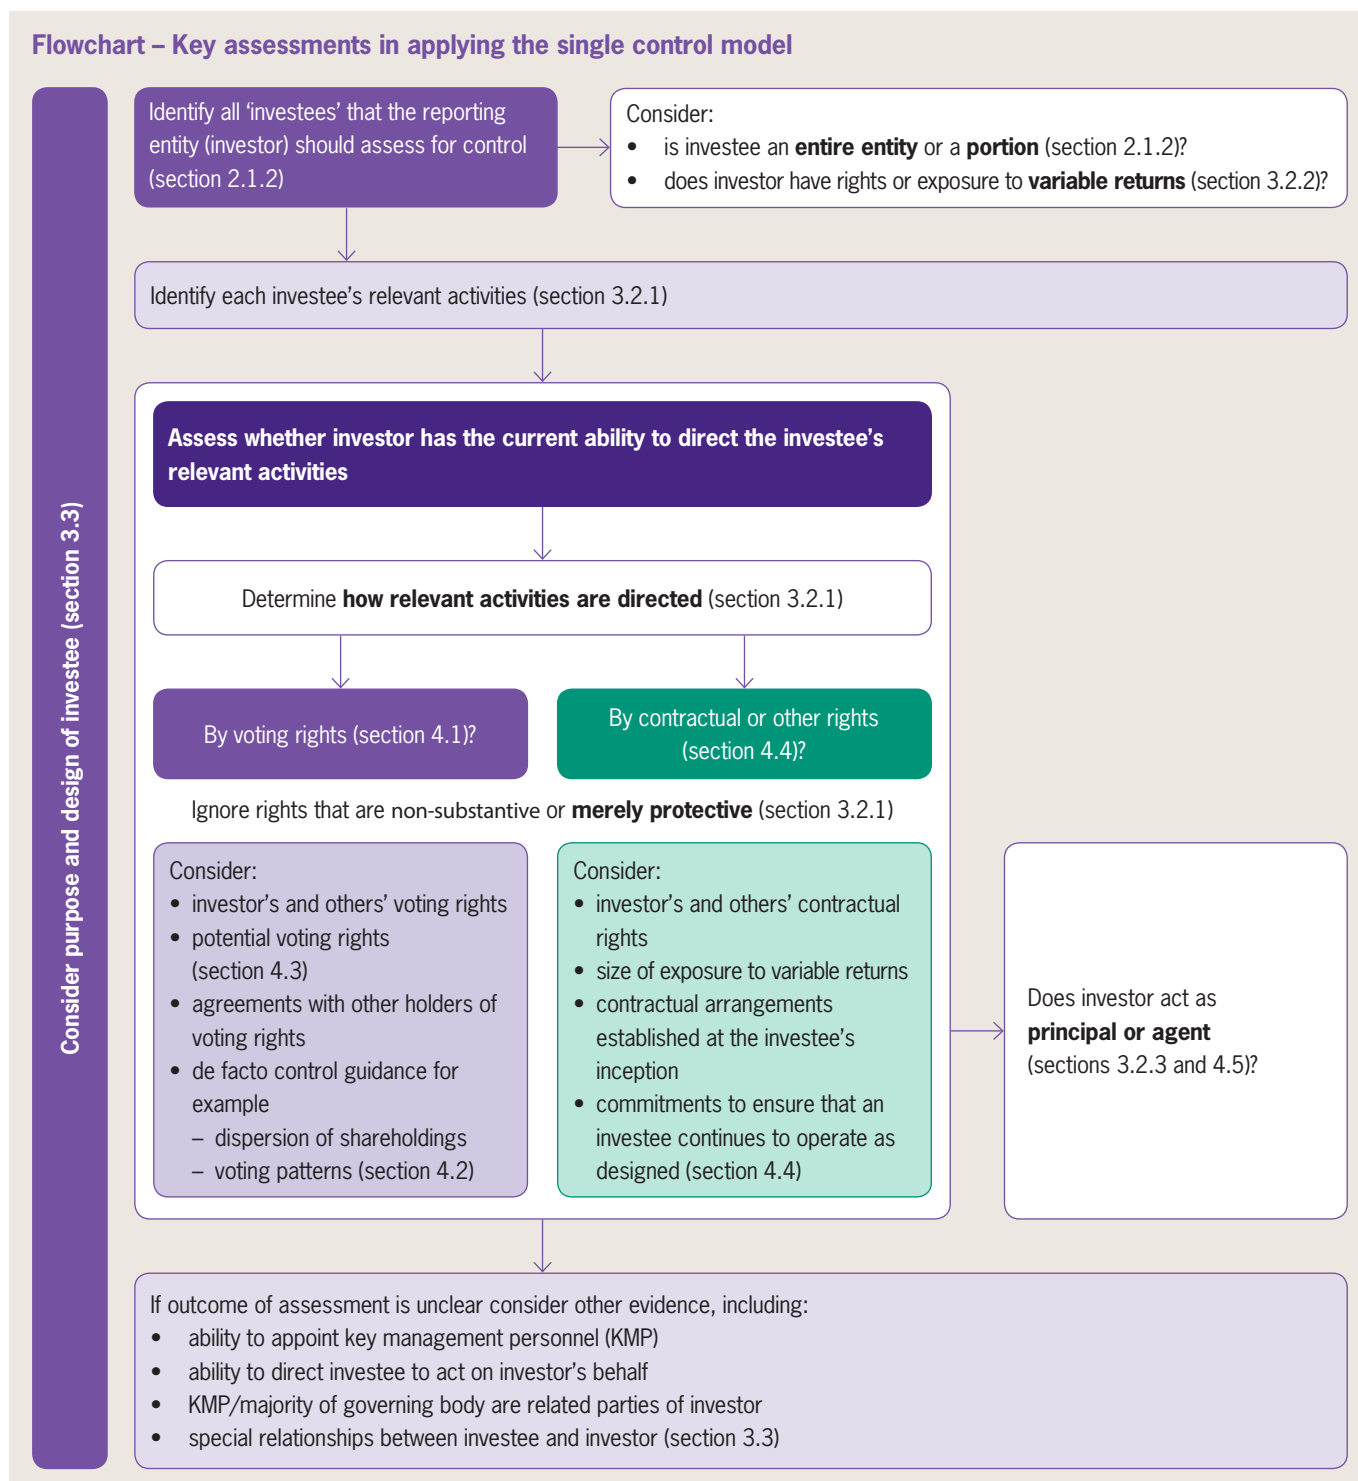 Flowchart – Key assessments in applying the single control model
Consider purpose and design of investee (section 3.3)
Identify all ‘investees’ that the reporting
entity (investor) should assess for control
(section 2.1.2)
Consider:
• is investee an entire entity or a portion (section 2.1.2)?
• does investor have rights or exposure to variable returns (section 3.2.2)?
Identify each investee’s relevant activities (section 3.2.1)
Assess whether investor has the current ability to direct the investee’s
relevant activities
Determine how relevant activities are directed (section 3.2.1)
By voting rights (section 4.1)?
By contractual or other rights
(section 4.4)?
Ignore rights that are non-substantive or merely protective (section 3.2.1)
Consider:
• investor’s and others’ voting rights
• potential voting rights
(section 4.3)
• agreements with other holders of
voting rights
• de facto control guidance for
example
– dispersion of shareholdings
– voting patterns (section 4.2)
Consider:
• investor’s and others’ contractual
rights
• size of exposure to variable returns
• contractual arrangements
established at the investee’s
inception
• commitments to ensure that an
investee continues to operate as
designed (section 4.4)
Does investor act as
principal or agent
(sections 3.2.3 and 4.5)?
If outcome of assessment is unclear consider other evidence, including:
• ability to appoint key management personnel (KMP)
• ability to direct investee to act on investor’s behalf
• KMP/majority of governing body are related parties of investor
• special relationships between investee and investor (section 3.3)